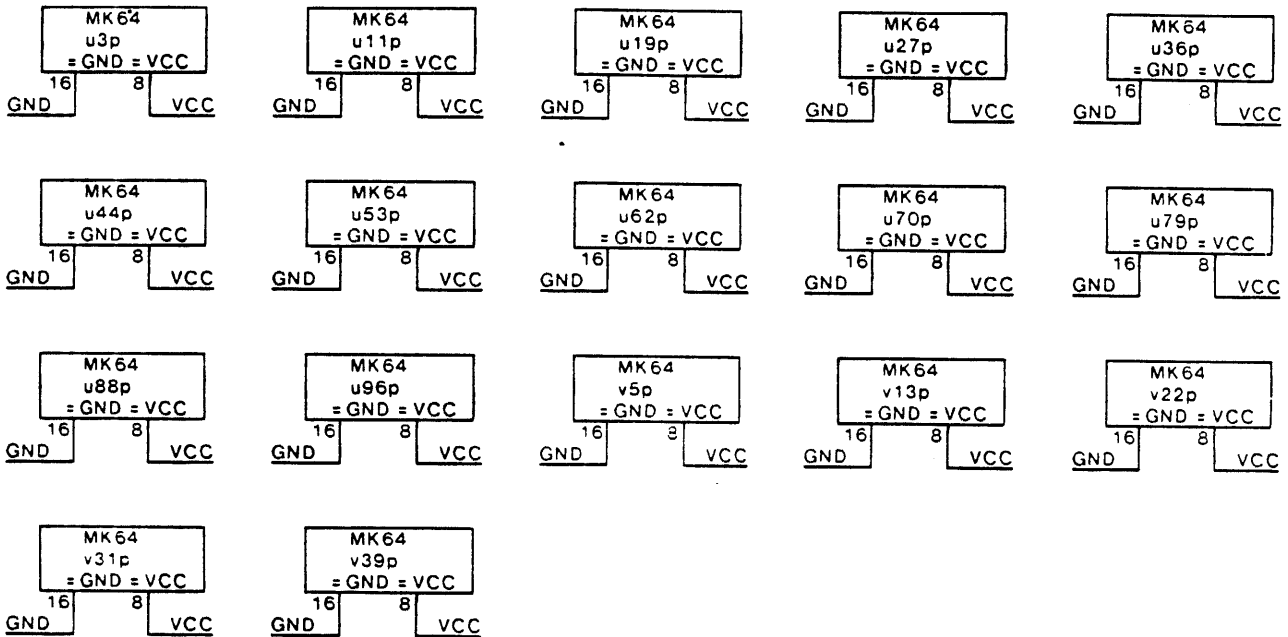 MK64
u3p
=GND =VCC
16 8
GND VCC
MK64
u11p
=GND =VCC
16 8
GND VCC
MK64
u19p
=GND =VCC
16 8
GND VCC
MK64
u27p
=GND =VCC
16 8
GND VCC
MK64
u36p
=GND =VCC
16 8
GND VCC
MK64
u44p
=GND =VCC
16 8
GND VCC
MK64
u53p
=GND =VCC
16 8
GND VCC
MK64
u62p
=GND =VCC
16 8
GND VCC
MK64
u70p
=GND =VCC
16 8
GND VCC
MK64
u79p
=GND =VCC
16 8
GND VCC
MK64
u88p
=GND =VCC
16 8
GND VCC
MK64
u96p
=GND =VCC
16 8
GND VCC
MK64
v5p
=GND =VCC
16 8
GND VCC
MK64
v13p
=GND =VCC
16 8
GND VCC
MK64
v22p
=GND =VCC
16 8
GND VCC
MK64
v31p
=GND =VCC
16 8
GND VCC
MK64
v39p
=GND =VCC
16 8
GND VCC